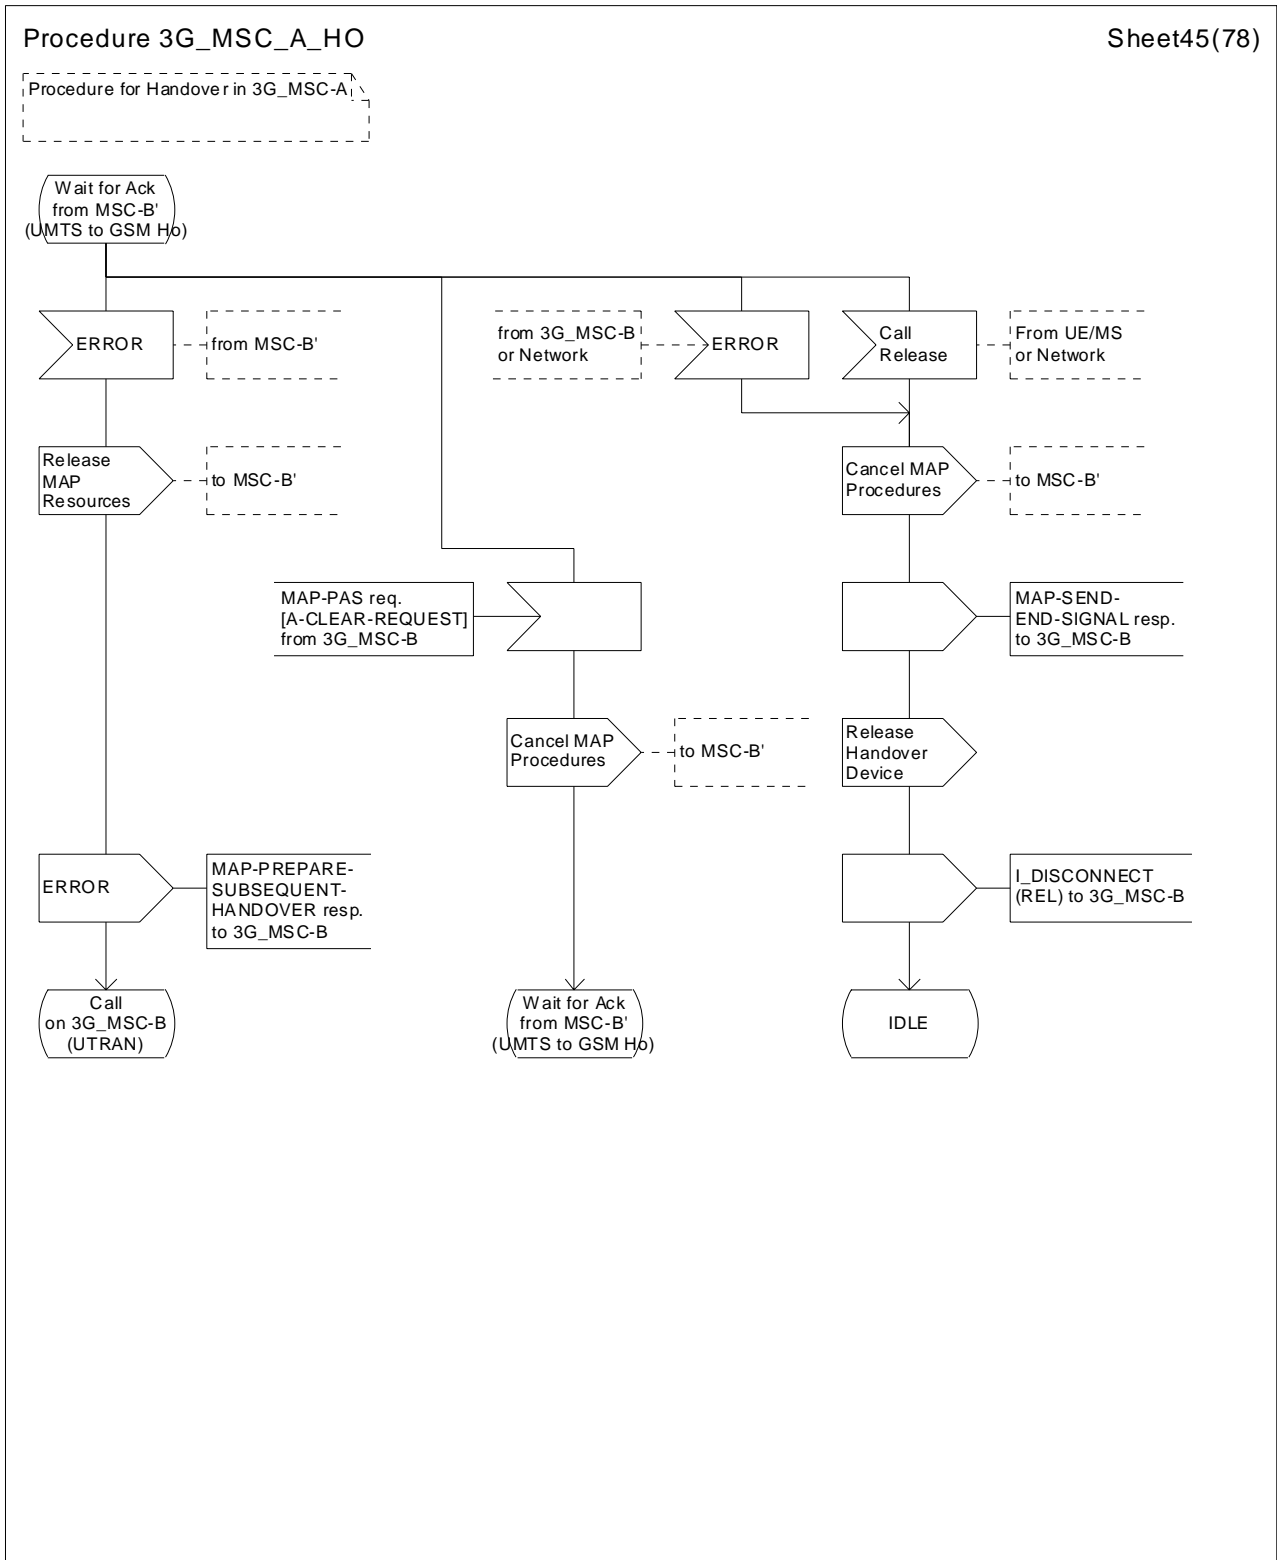 Procedure 3G_MSC_A_HO
Sheet45(78)
Procedure for Handover in 3G_MSC-A
Wait for Ack
from MSC-B'
(UMTS to GSM Ho)
ERROR
from MSC-B'
from 3G_MSC-B
or Network
ERROR
Call
Release
From UE/MS
or Network
Release
MAP
Resources
to MSC-B'
Cancel MAP
Procedures
to MSC-B'
MAP-PAS req.
[A-CLEAR-REQUEST]
from 3G_MSC-B
MAP-SEND-
END-SIGNAL resp.
to 3G_MSC-B
Cancel MAP
Procedures
to MSC-B'
Release
Handover
Device
ERROR
MAP-PREPARE-
SUBSEQUENT-
HANDOVER resp.
to 3G_MSC-B
I_DISCONNECT
(REL) to 3G_MSC-B
Call
on 3G_MSC-B
(UTRAN)
Wait for Ack
from MSC-B'
(UMTS to GSM Ho)
IDLE